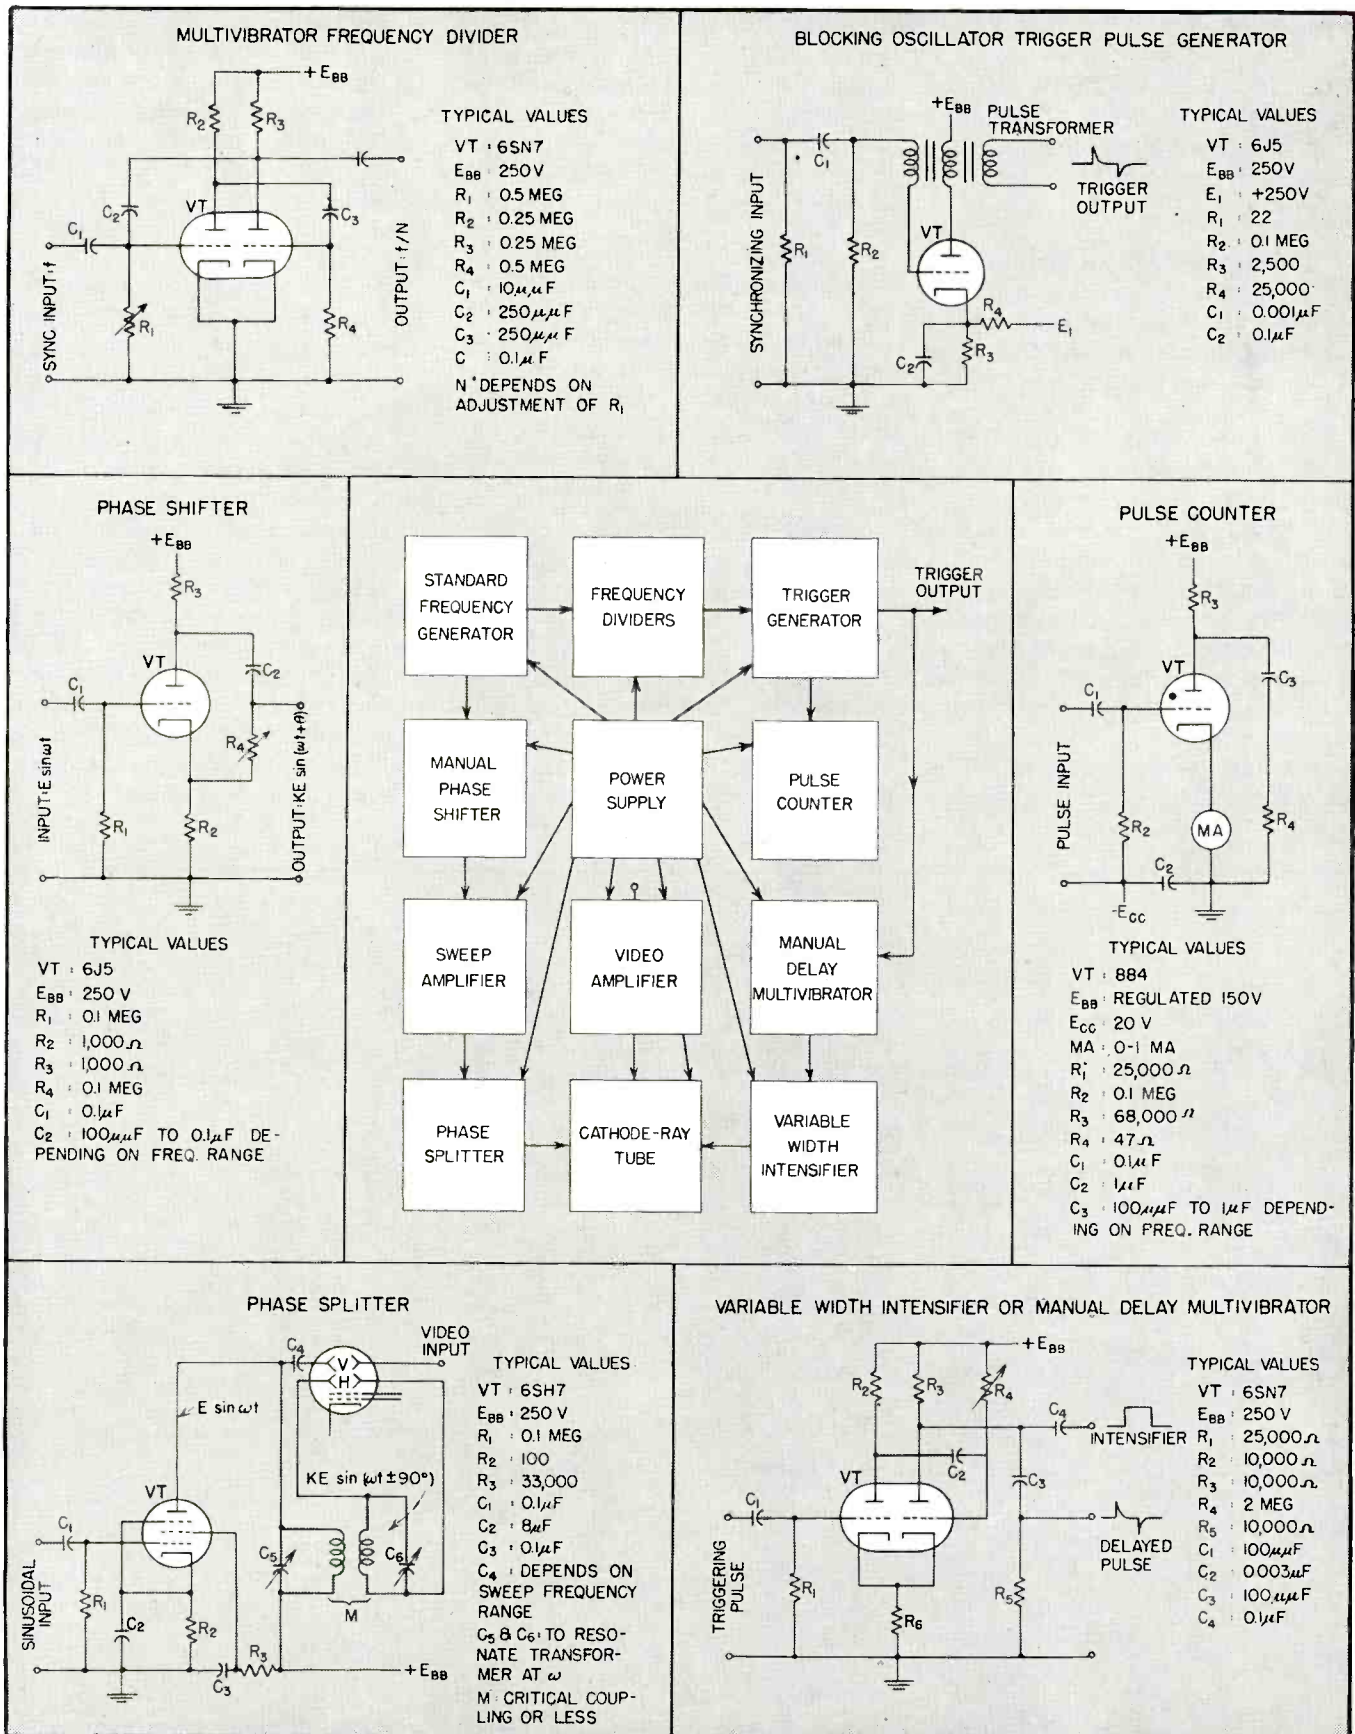 MULTIVIBRATOR FREQUENCY DIVIDER
+EBB
R2
R3
C2
VT
C3
C1
R1
R4
SYNC INPUT:f
OUTPUT:f/N
TYPICAL VALUES
VT : 6SN7
EBB : 250V
R1 : 0.5 MEG
R2 : 0.25 MEG
R3 : 0.25 MEG
R4 : 0.5 MEG
C1 : 10μμF
C2 : 250μμF
C3 : 250μμF
C : 0.1μF
N DEPENDS ON
ADJUSTMENT OF R1
BLOCKING OSCILLATOR TRIGGER PULSE GENERATOR
+EBB
PULSE
TRANSFORMER
C1
TRIGGER
OUTPUT
SYNCHRONIZING INPUT
R1
R2
VT
R4
E1
C2
R3
TYPICAL VALUES
VT : 6J5
EBB : 250V
E1 : +250V
R1 : 22
R2 : 0.1 MEG
R3 : 2,500
R4 : 25,000
C1 : 0.001μF
C2 : 0.1μF
PHASE SHIFTER
+EBB
R3
VT
C2
C1
R4
R1
R2
INPUT:E sinωt
OUTPUT:KE sin(ωt+θ)
TYPICAL VALUES
VT : 6J5
EBB : 250 V
R1 : 0.1 MEG
R2 : 1,000Ω
R3 : 1,000Ω
R4 : 0.1 MEG
C1 : 0.1μF
C2 : 100μμF TO 0.1μF DE-
PENDING ON FREQ. RANGE
STANDARD
FREQUENCY
GENERATOR
FREQUENCY
DIVIDERS
TRIGGER
GENERATOR
TRIGGER
OUTPUT
MANUAL
PHASE
SHIFTER
POWER
SUPPLY
PULSE
COUNTER
SWEEP
AMPLIFIER
VIDEO
AMPLIFIER
MANUAL
DELAY
MULTIVIBRATOR
PHASE
SPLITTER
CATHODE-RAY
TUBE
VARIABLE
WIDTH
INTENSIFIER
PULSE COUNTER
+EBB
R3
VT
C3
C1
PULSE INPUT
R2
MA
R4
C2
-ECC
TYPICAL VALUES
VT : 884
EBB : REGULATED 150V
ECC : 20 V
MA : 0-1 MA
R1 : 25,000Ω
R2 : 0.1 MEG
R3 : 68,000Ω
R4 : 47Ω
C1 : 0.1μF
C2 : 1μF
C3 : 100μμF TO 1μF DEPEND-
ING ON FREQ. RANGE
PHASE SPLITTER
VIDEO
INPUT
C4
V
H
E sin ωt
KE sin (ωt±90°)
VT
C1
C5
C6
SINUSOIDAL
INPUT
R1
C2
R2
M
C3
R3
+EBB
TYPICAL VALUES
VT : 6SH7
EBB : 250 V
R1 : 0.1 MEG
R2 : 100
R3 : 33,000
C1 : 0.1μF
C2 : 8μF
C3 : 0.1μF
C4 : DEPENDS ON
SWEEP FREQUENCY
RANGE
C5 & C6 : TO RESO-
NATE TRANSFOR-
MER AT ω
M : CRITICAL COUP-
LING OR LESS
VARIABLE WIDTH INTENSIFIER OR MANUAL DELAY MULTIVIBRATOR
+EBB
R2
R3
R4
C4
INTENSIFIER
C2
C3
VT
C1
DELAYED
PULSE
TRIGGERING
PULSE
R1
R5
R6
TYPICAL VALUES
VT : 6SN7
EBB : 250 V
R1 : 25,000Ω
R2 : 10,000Ω
R3 : 10,000Ω
R4 : 2 MEG
R5 : 10,000Ω
C1 : 100μμF
C2 : 0.003μF
C3 : 100μμF
C4 : 0.1μF